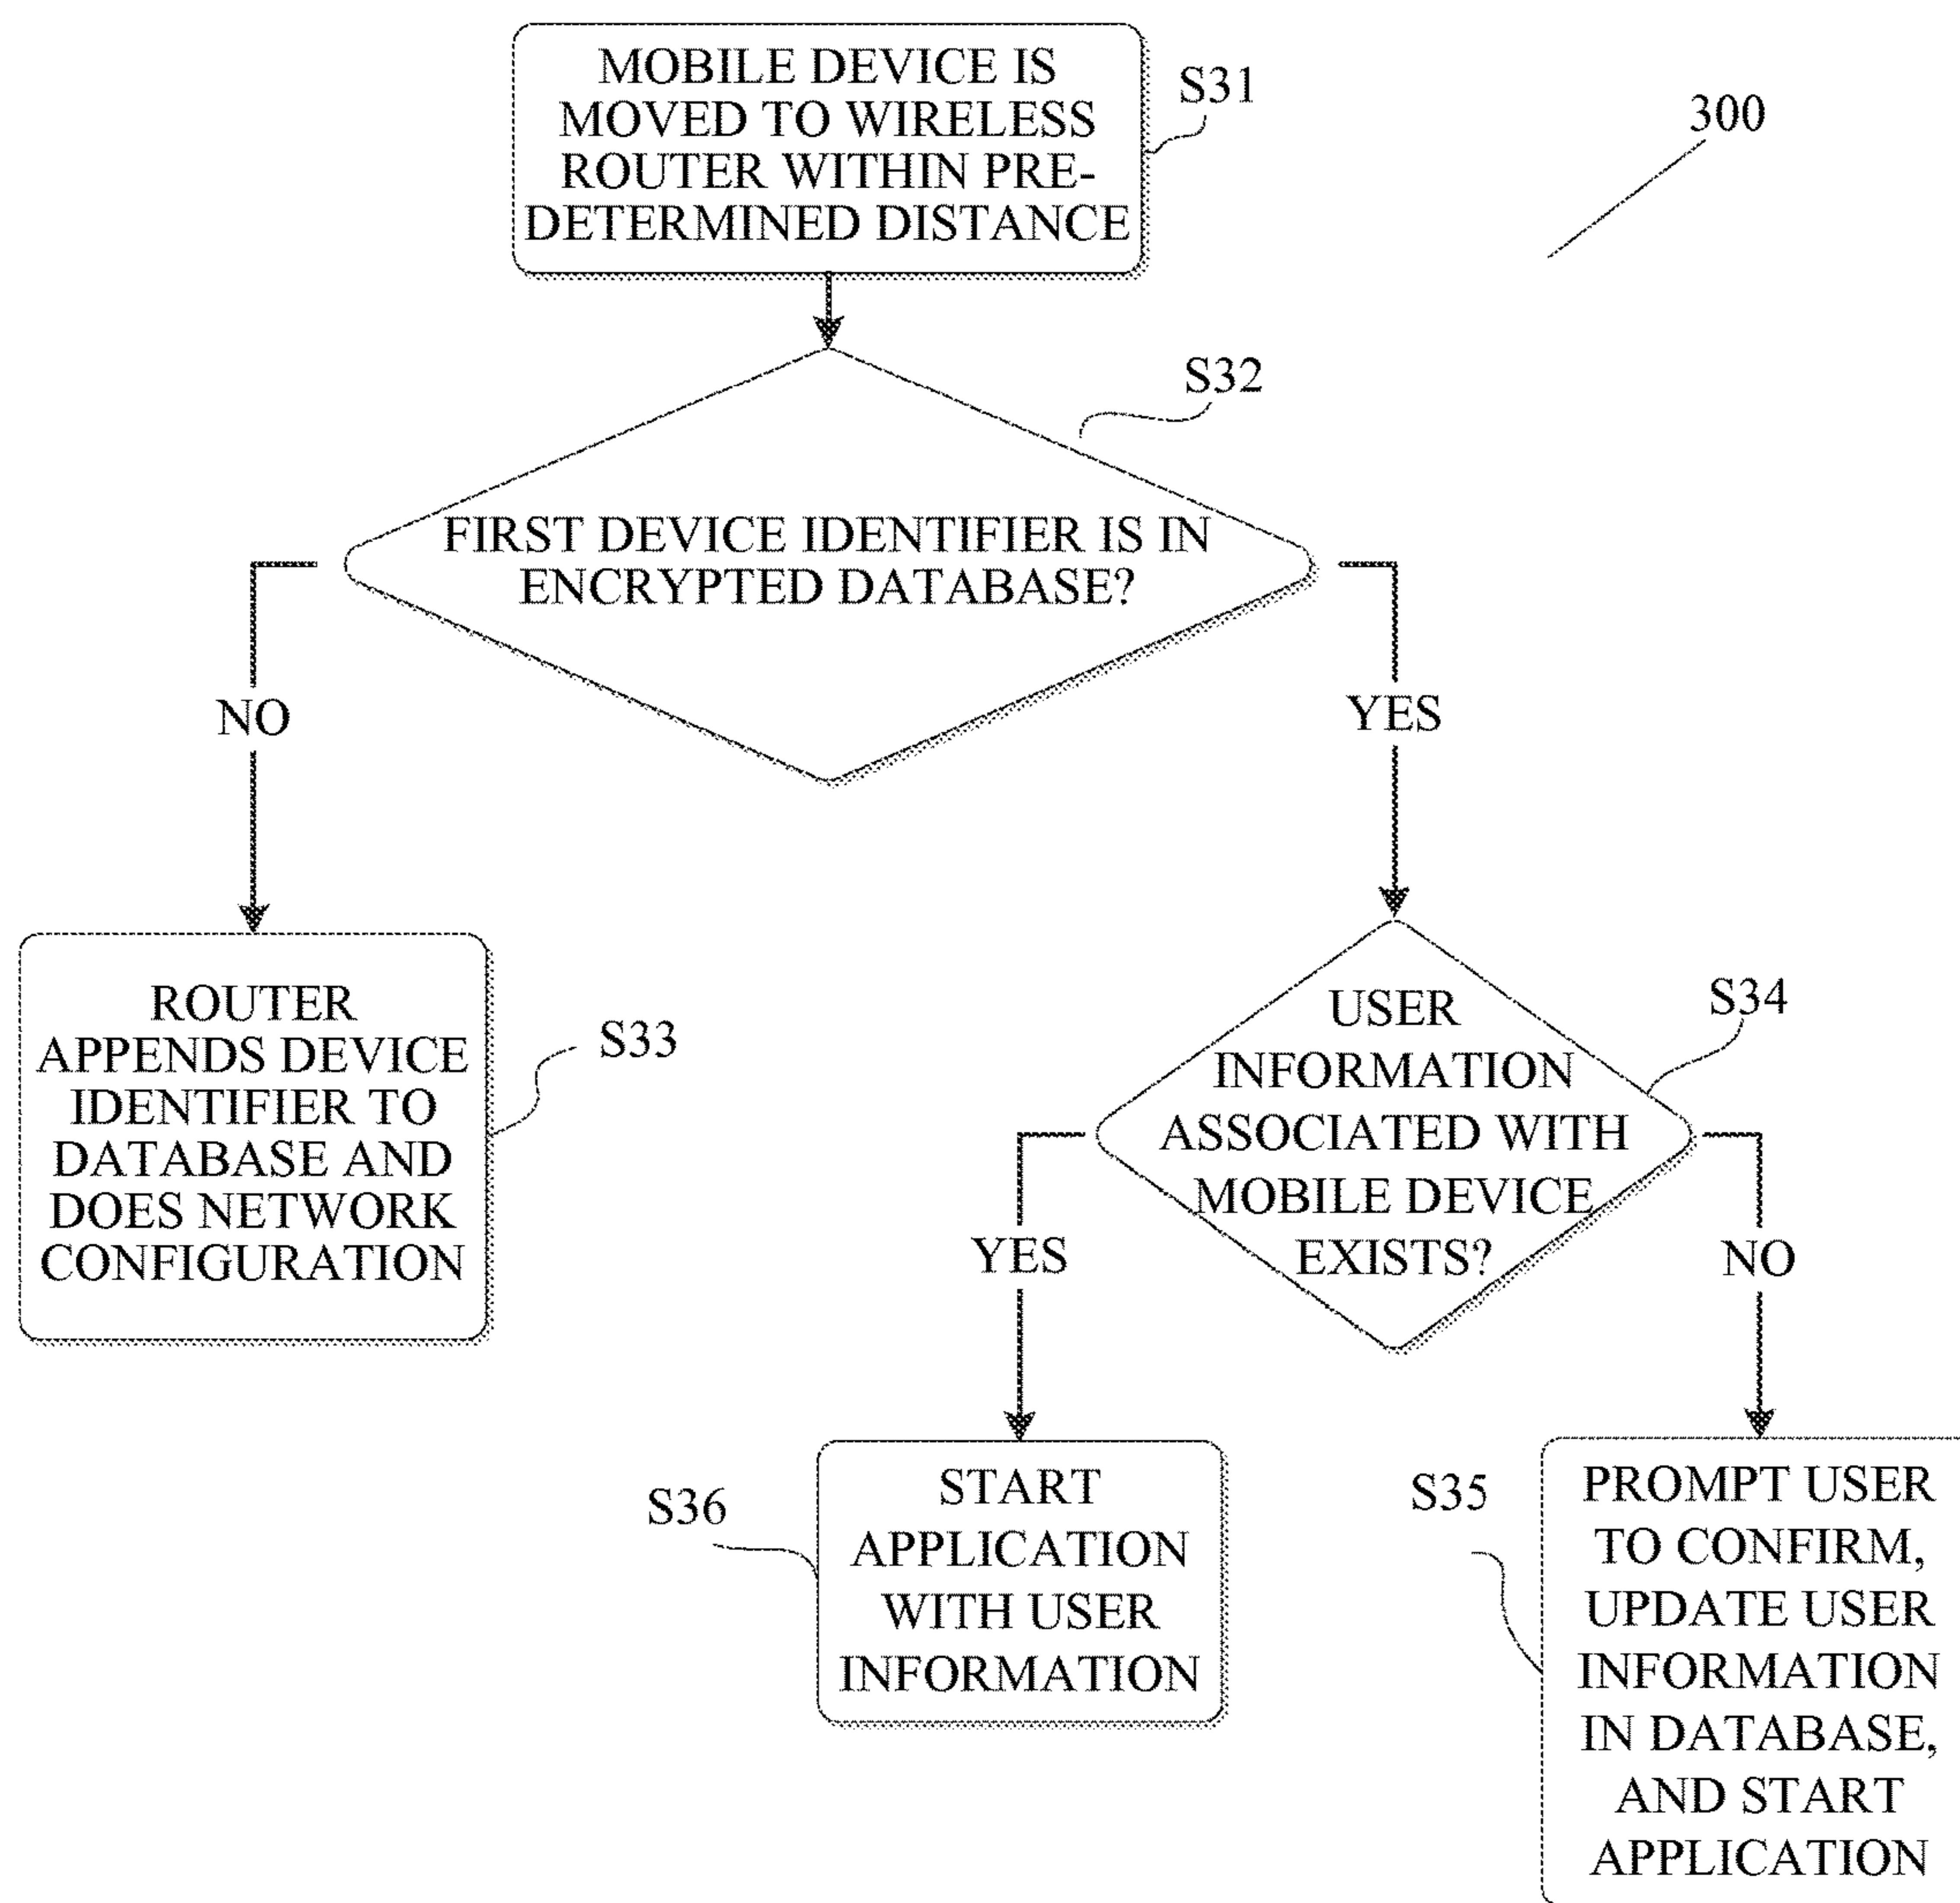 MOBILE DEVICE IS
MOVED TO WIRELESS
ROUTER WITHIN PRE-
DETERMINED DISTANCE
S31
300
S32
FIRST DEVICE IDENTIFIER IS IN
ENCRYPTED DATABASE?
NO
YES
ROUTER
APPENDS DEVICE
IDENTIFIER TO
DATABASE AND
DOES NETWORK
CONFIGURATION
S33
USER
INFORMATION
ASSOCIATED WITH
MOBILE DEVICE
EXISTS?
S34
YES
NO
S36
START
APPLICATION
WITH USER
INFORMATION
S35
PROMPT USER
TO CONFIRM,
UPDATE USER
INFORMATION
IN DATABASE,
AND START
APPLICATION